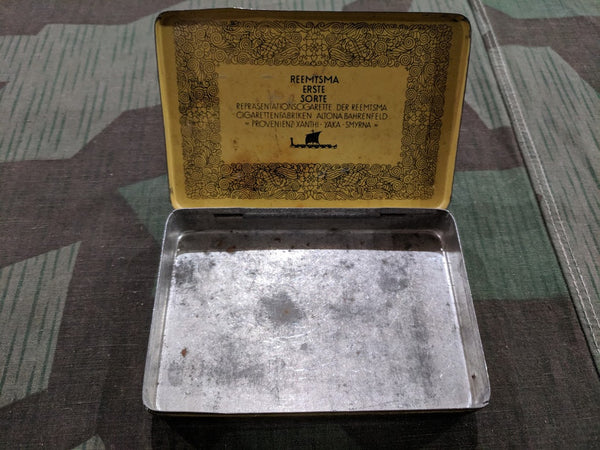 REEMTSMA
ERSTE
SORTE
REPRÄSENTATIONSCIGARETTE DER REEMTSMA
CIGARETTENFABRIKEN ALTONA BAHRENFELD
= PROVENIENZ XANTHI · YAKA · SMYRNA =